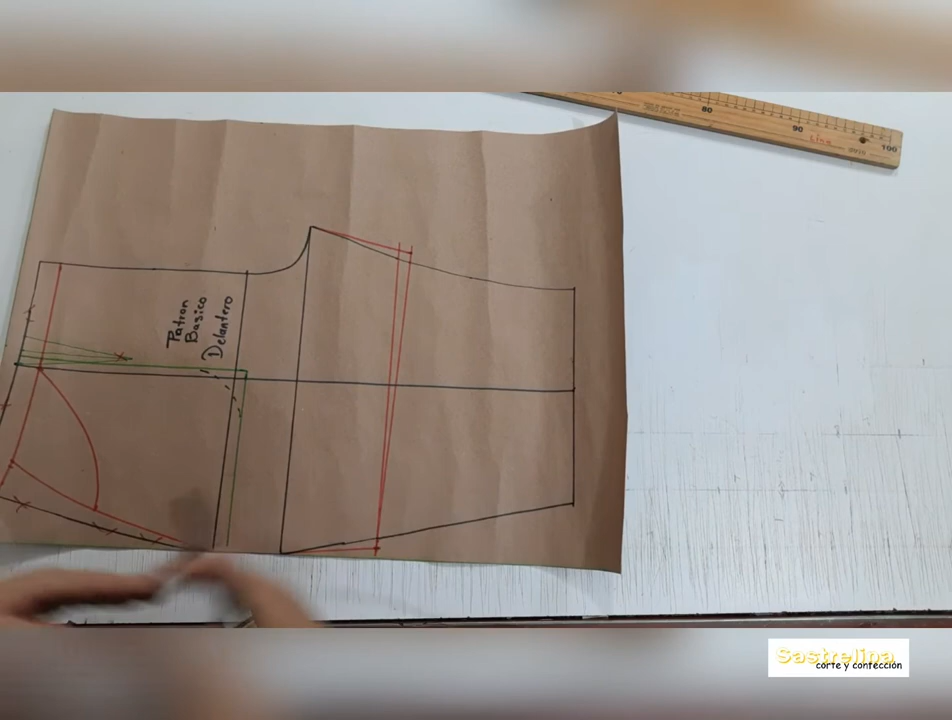 80
90
100
Patron
Basico
Delantero
Sastrelina
corte y confección